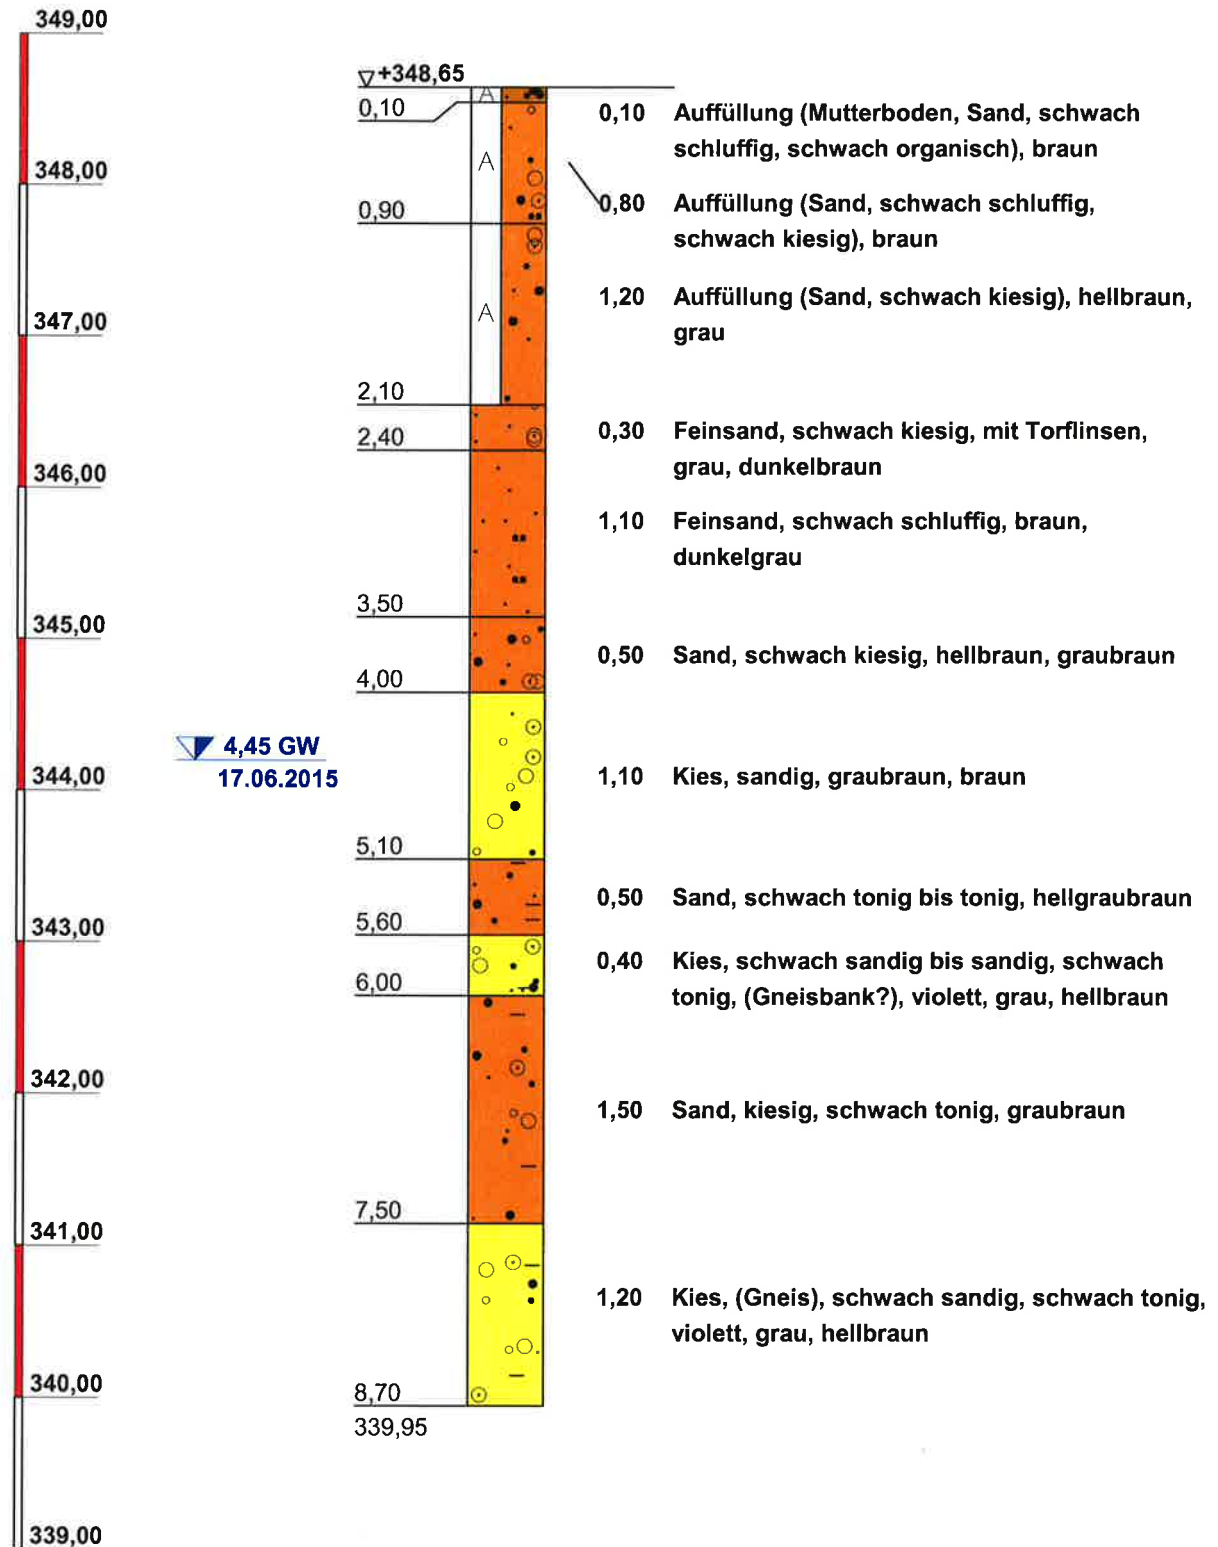 349,00
+348,65
A
0,10
0,10 Auffüllung (Mutterboden, Sand, schwach
schluffig, schwach organisch), braun
A
348,00
0,80 Auffüllung (Sand, schwach schluffig,
schwach kiesig), braun
0,90
1,20 Auffüllung (Sand, schwach kiesig), hellbraun,
grau
A
347,00
2,10
0,30 Feinsand, schwach kiesig, mit Torflinsen,
grau, dunkelbraun
2,40
346,00
1,10 Feinsand, schwach schluffig, braun,
dunkelgrau
3,50
345,00
0,50 Sand, schwach kiesig, hellbraun, graubraun
4,00
4,45 GW
17.06.2015
344,00
1,10 Kies, sandig, graubraun, braun
5,10
0,50 Sand, schwach tonig bis tonig, hellgraubraun
5,60
343,00
0,40 Kies, schwach sandig bis sandig, schwach
tonig, (Gneisbank?), violett, grau, hellbraun
6,00
342,00
1,50 Sand, kiesig, schwach tonig, graubraun
7,50
341,00
1,20 Kies, (Gneis), schwach sandig, schwach tonig,
violett, grau, hellbraun
340,00
8,70
339,95
339,00